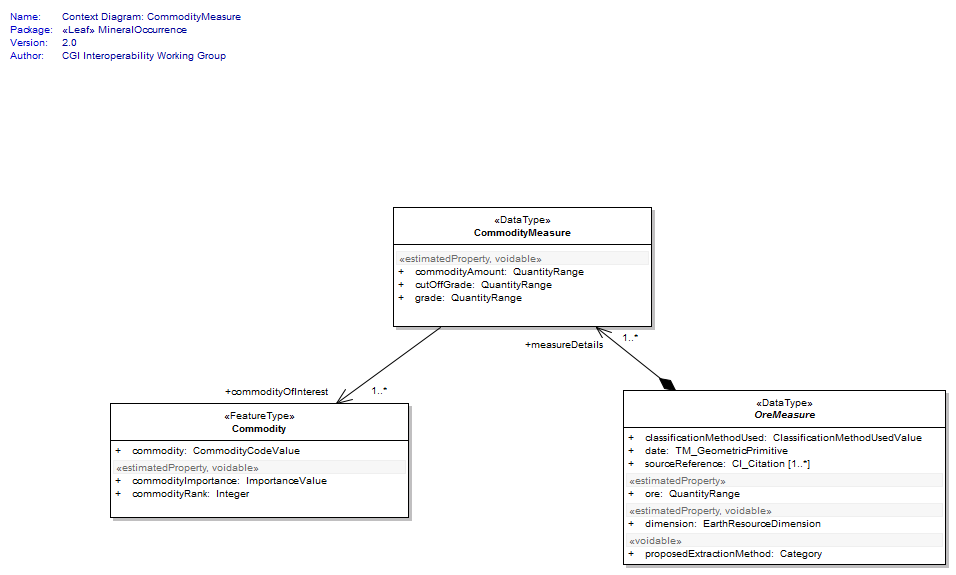 Name: Context Diagram: CommodityMeasure
Package: «Leaf» MineralOccurrence
Version: 2.0
Author: CGI Interoperability Working Group
«DataType»
CommodityMeasure
«estimatedProperty, voidable»
+ commodityAmount: QuantityRange
+ cutOffGrade: QuantityRange
+ grade: QuantityRange
1..*
+measureDetails
+commodityOfInterest 1..*
«FeatureType»
Commodity
+ commodity: CommodityCodeValue
«estimatedProperty, voidable»
+ commodityImportance: ImportanceValue
+ commodityRank: Integer
«DataType»
OreMeasure
+ classificationMethodUsed: ClassificationMethodUsedValue
+ date: TM_GeometricPrimitive
+ sourceReference: CI_Citation [1..*]
«estimatedProperty»
+ ore: QuantityRange
«estimatedProperty, voidable»
+ dimension: EarthResourceDimension
«voidable»
+ proposedExtractionMethod: Category